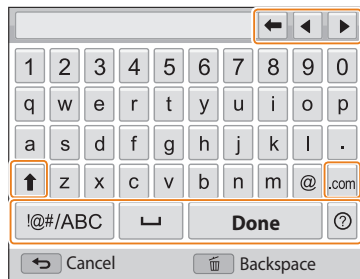 1 2 3 4 5 6 7 8 9 0
q w e r t y u i o p
a s d f g h j k l .
z x c v b n m @ .com
!@#/ABC Done ?
Cancel Backspace